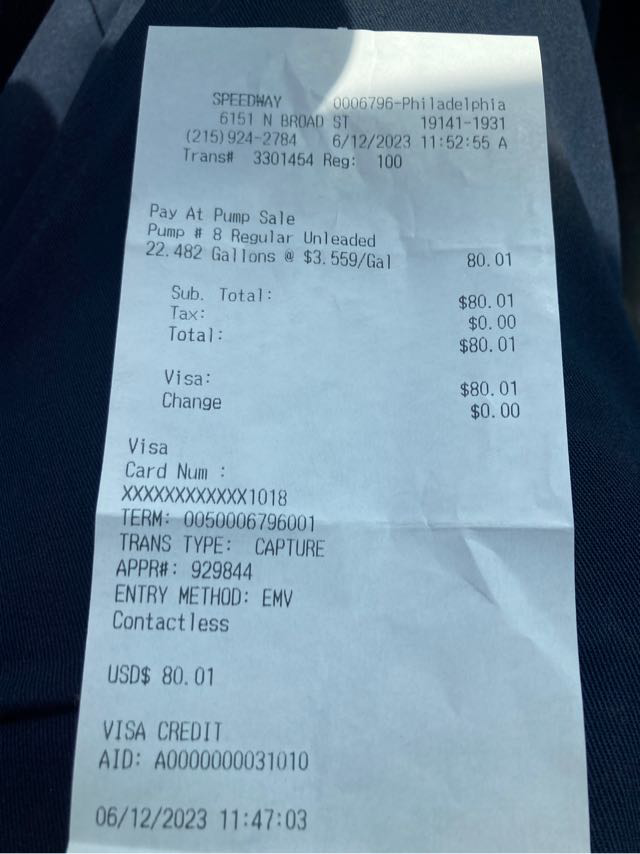 SPEEDWAY 0006796-Philadelphia
6151 N BROAD ST 19141-1931
(215)924-2784 6/12/2023 11:52:55 A
Trans# 3301454 Reg: 100
Pay At Pump Sale
Pump # 8 Regular Unleaded
22.482 Gallons @ $3.559/Gal 80.01
Sub. Total: $80.01
Tax: $0.00
Total: $80.01
Visa: $80.01
Change $0.00
Visa
Card Num :
XXXXXXXXXXXX1018
TERM: 0050006796001
TRANS TYPE: CAPTURE
APPR#: 929844
ENTRY METHOD: EMV
Contactless
USD$ 80.01
VISA CREDIT
AID: A0000000031010
06/12/2023 11:47:03